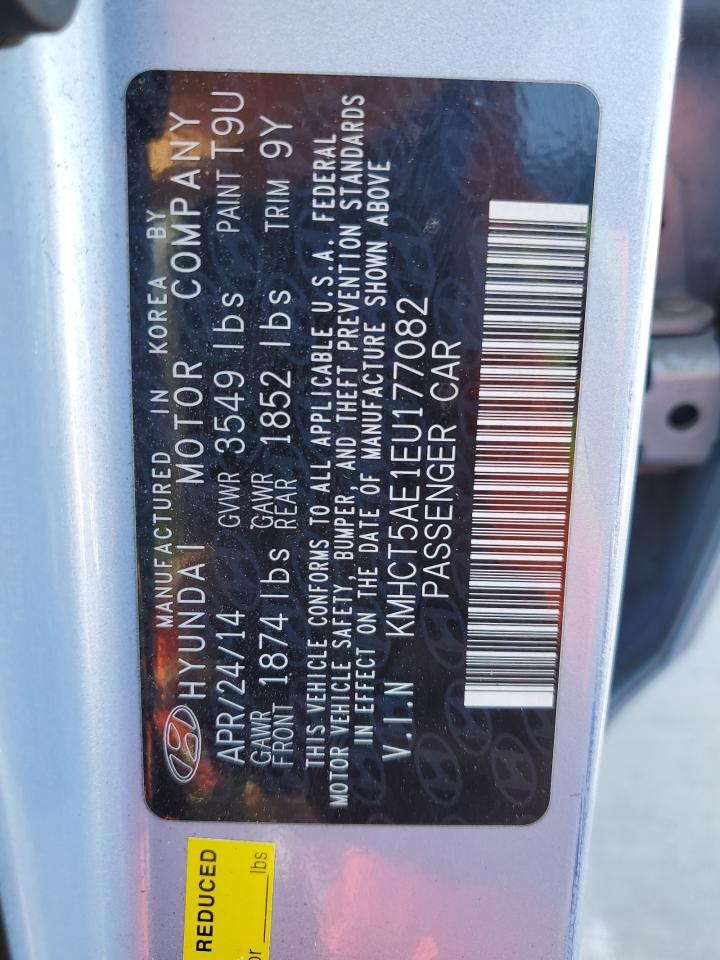 MANUFACTURED IN KOREA BY
HYUNDAI MOTOR COMPANY
APR/24/14 GVWR 3549 lbs PAINT T9U
GAWR FRONT 1874 lbs GAWR REAR 1852 lbs TRIM 9Y
THIS VEHICLE CONFORMS TO ALL APPLICABLE U.S.A. FEDERAL
MOTOR VEHICLE SAFETY, BUMPER, AND THEFT PREVENTION STANDARDS
IN EFFECT ON THE DATE OF MANUFACTURE SHOWN ABOVE
V.I.N KMHCT5AE1EU177082
PASSENGER CAR
REDUCED
lbs